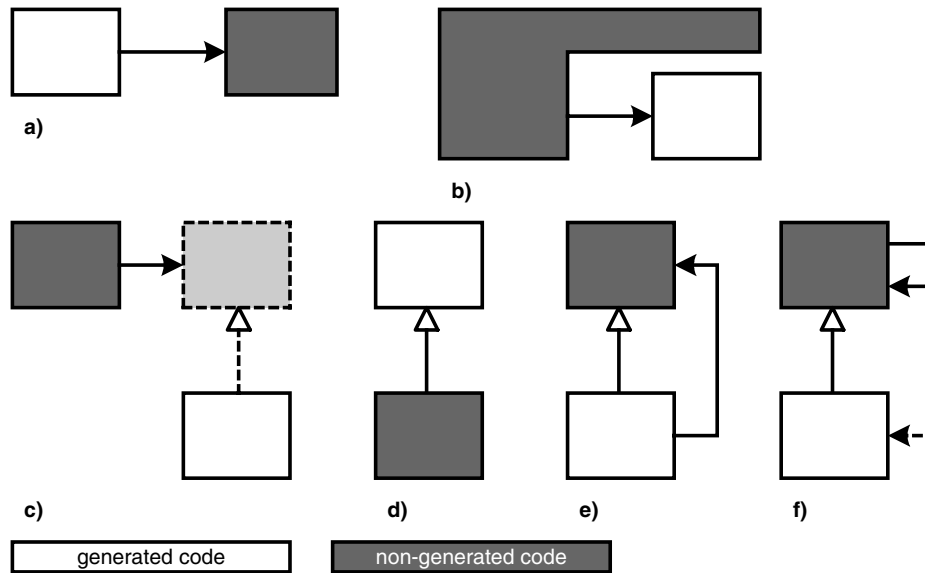 a)
b)
c) d) e) f)
generated code non-generated code